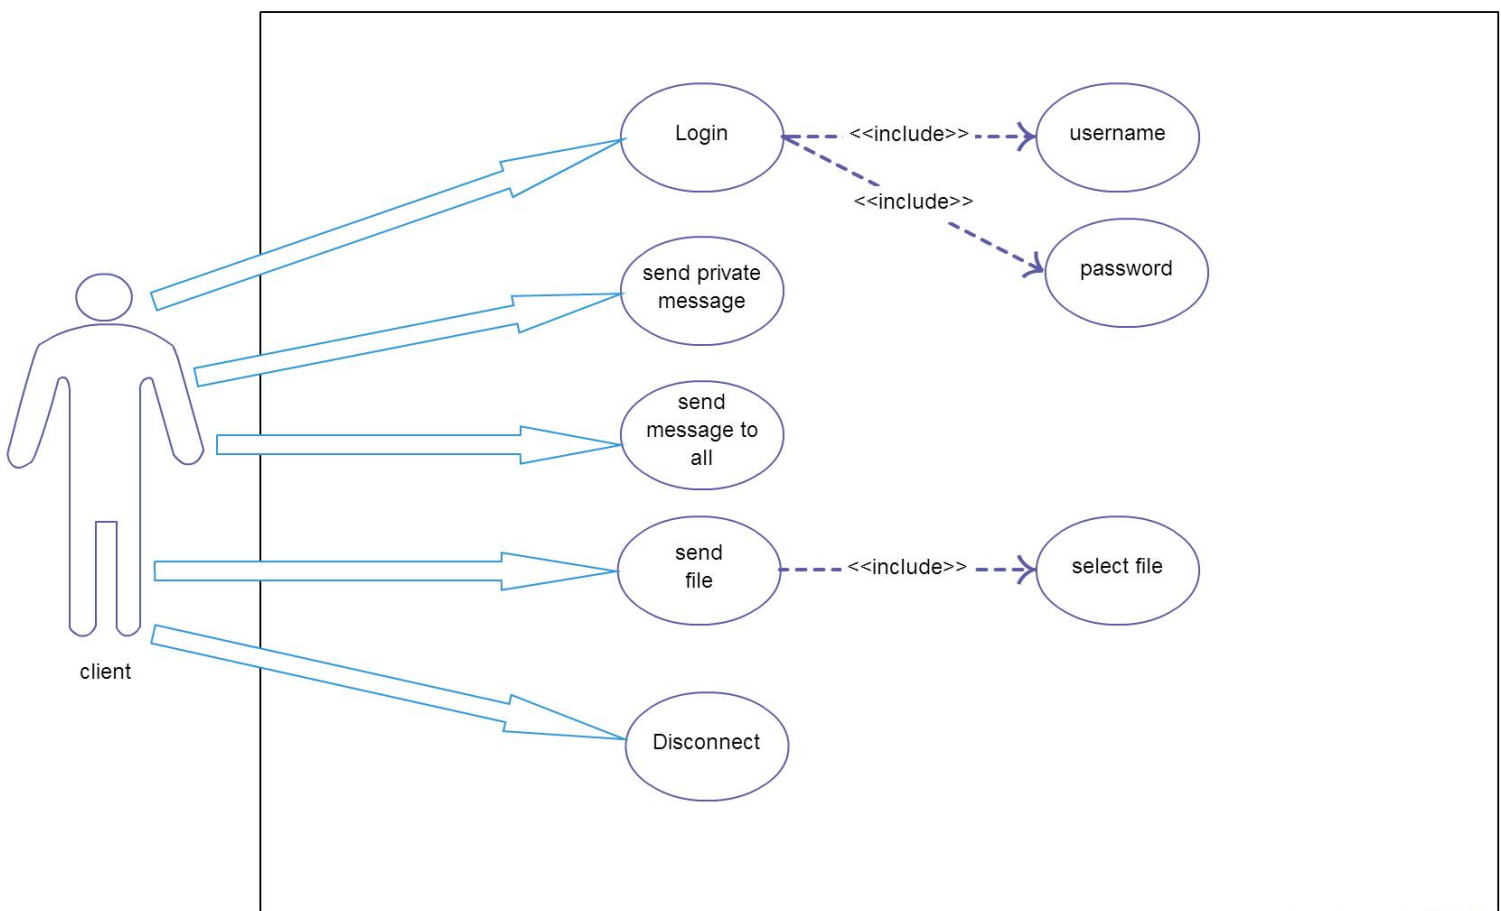 Login
<<include>>
username
<<include>>
password
send private
message
send
message to
all
send
file
<<include>>
select file
client
Disconnect